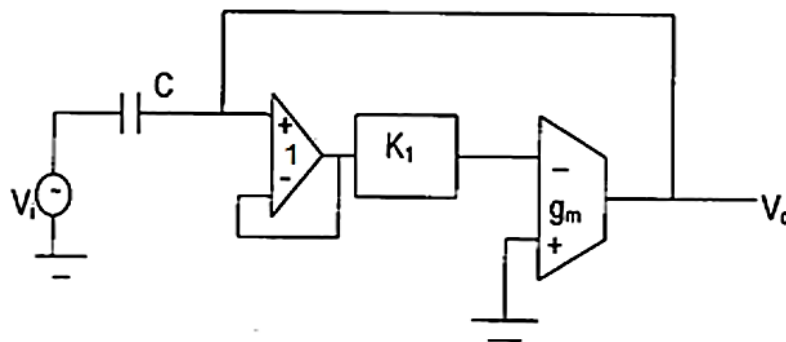 C
+
1
-
K₁
Vᵢ
~
-
gₘ
+
Vₒ